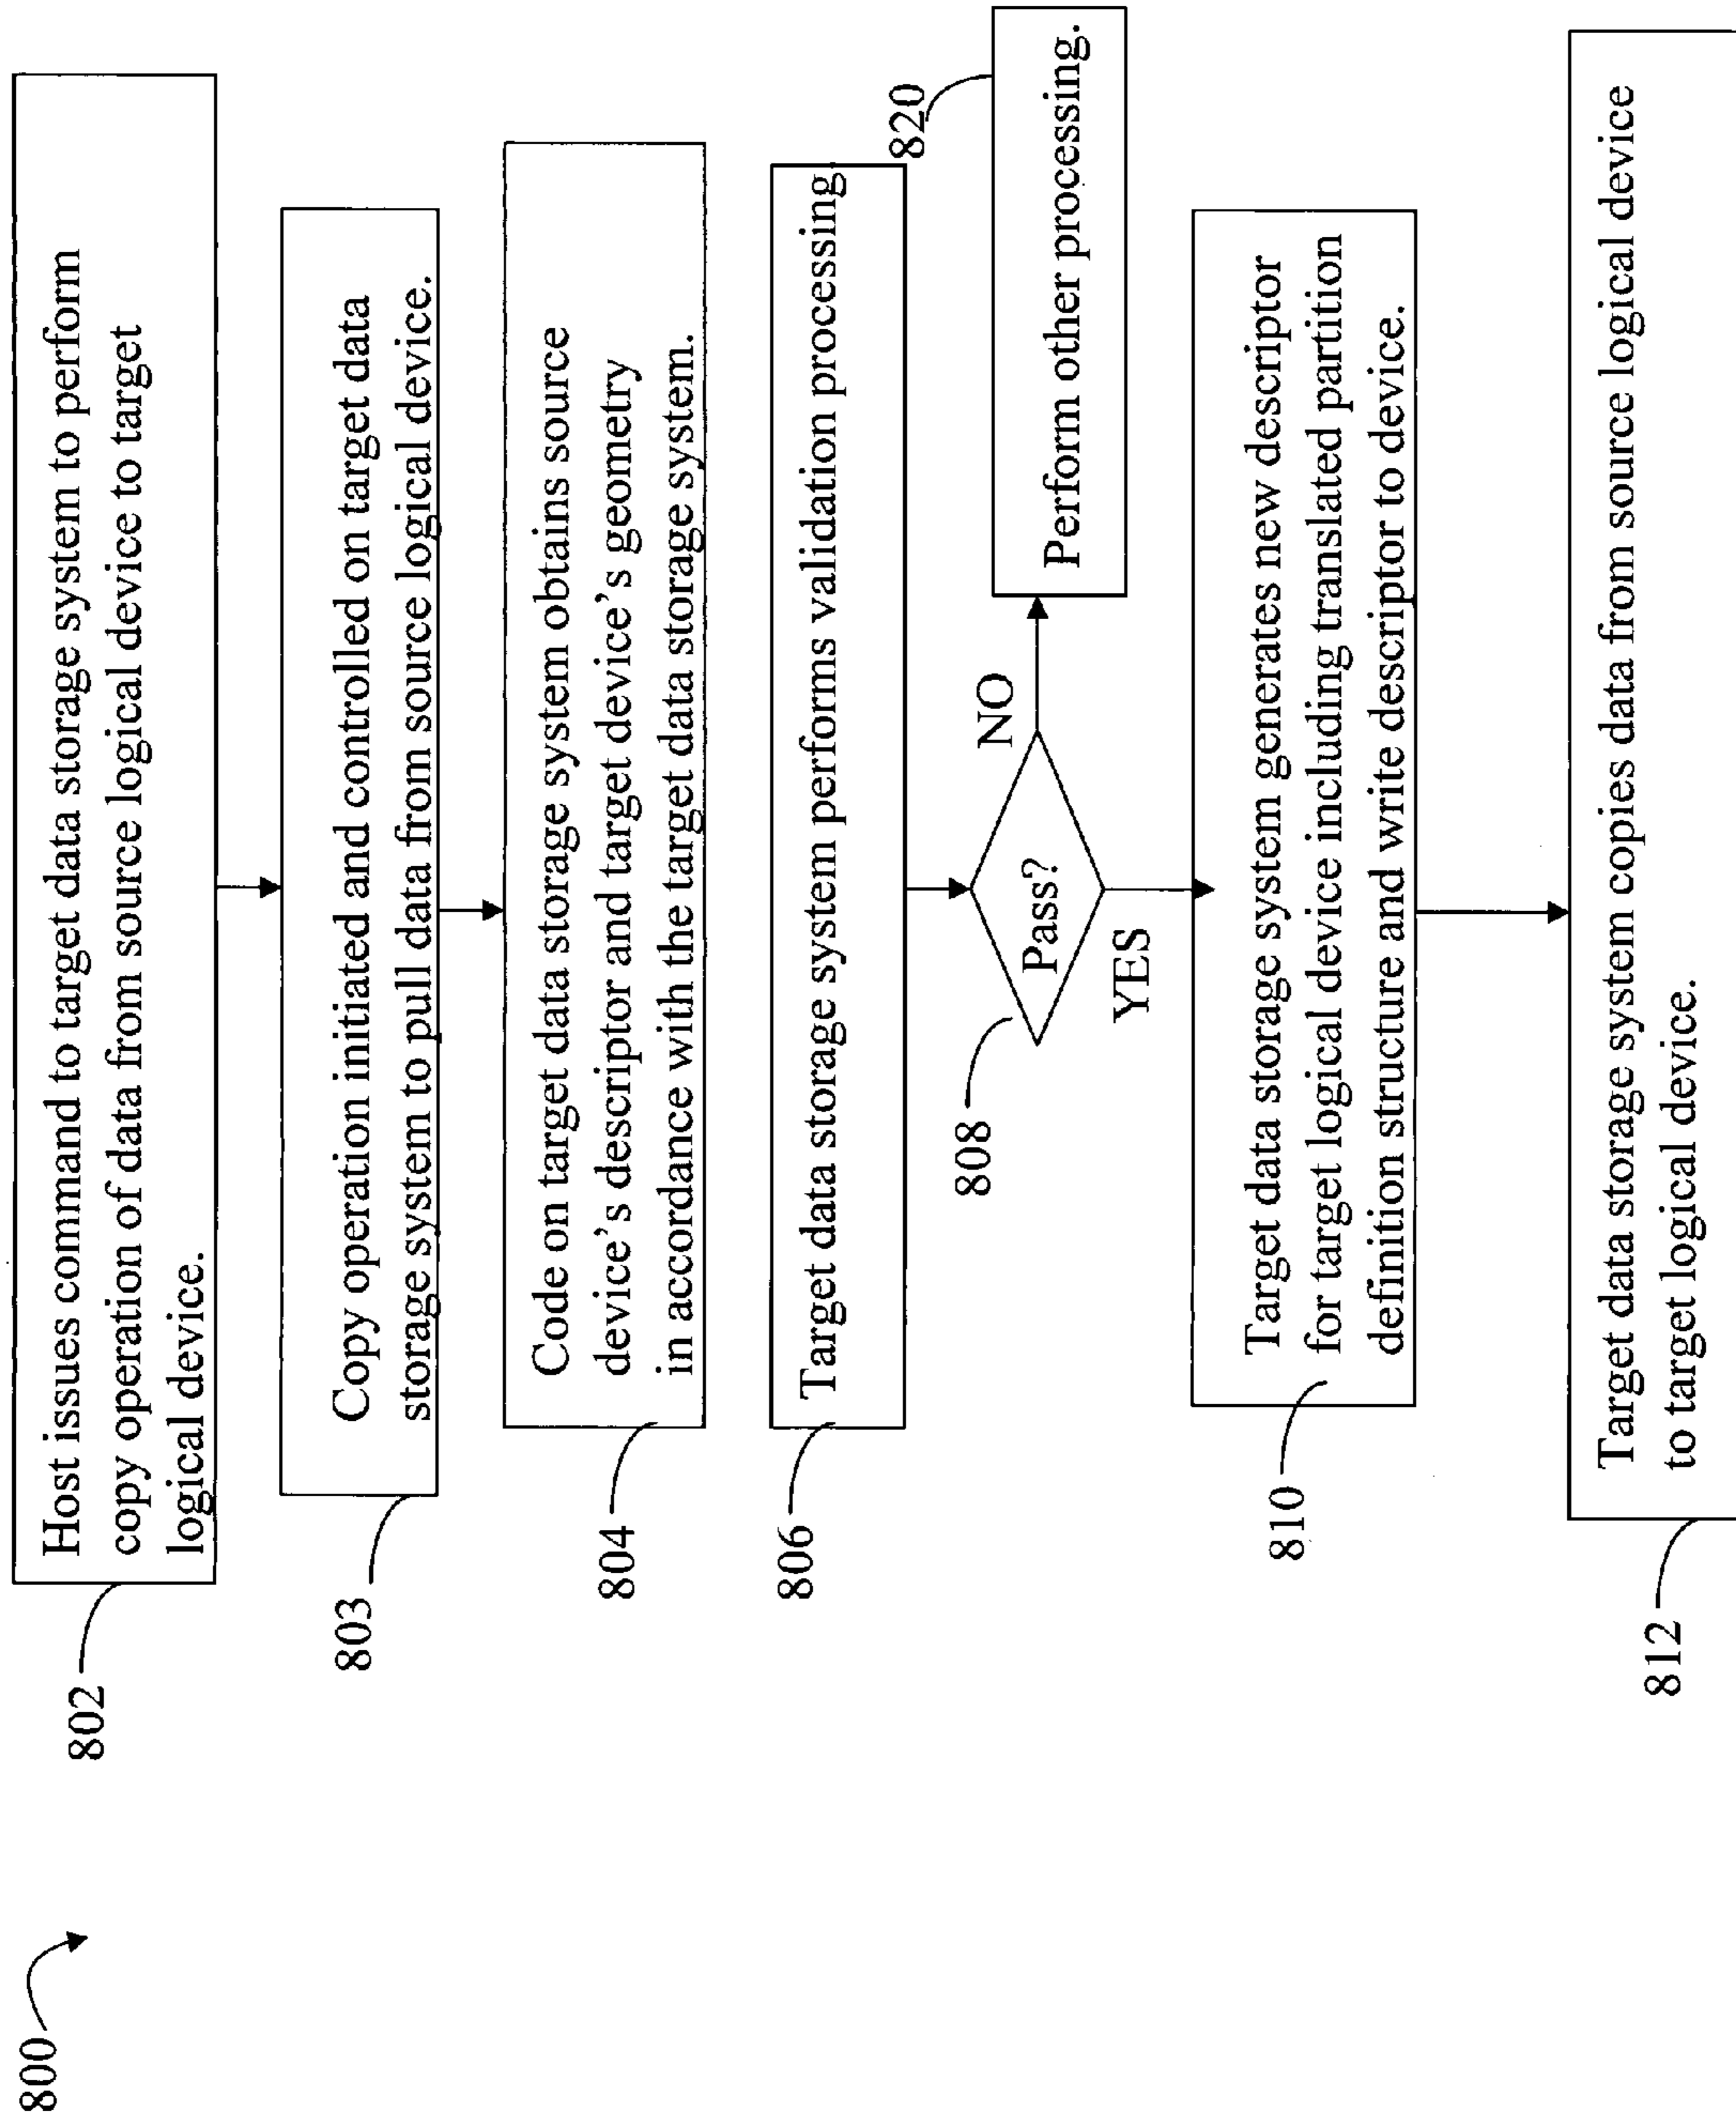 800
802
Host issues command to target data storage system to perform
copy operation of data from source logical device to target
logical device.
803
Copy operation initiated and controlled on target data
storage system to pull data from source logical device.
804
Code on target data storage system obtains source
device's descriptor and target device's geometry
in accordance with the target data storage system.
806
Target data storage system performs validation processing
808
Pass?
NO
820
Perform other processing.
YES
810
Target data storage system generates new descriptor
for target logical device including translated partition
definition structure and write descriptor to device.
812
Target data storage system copies data from source logical device
to target logical device.